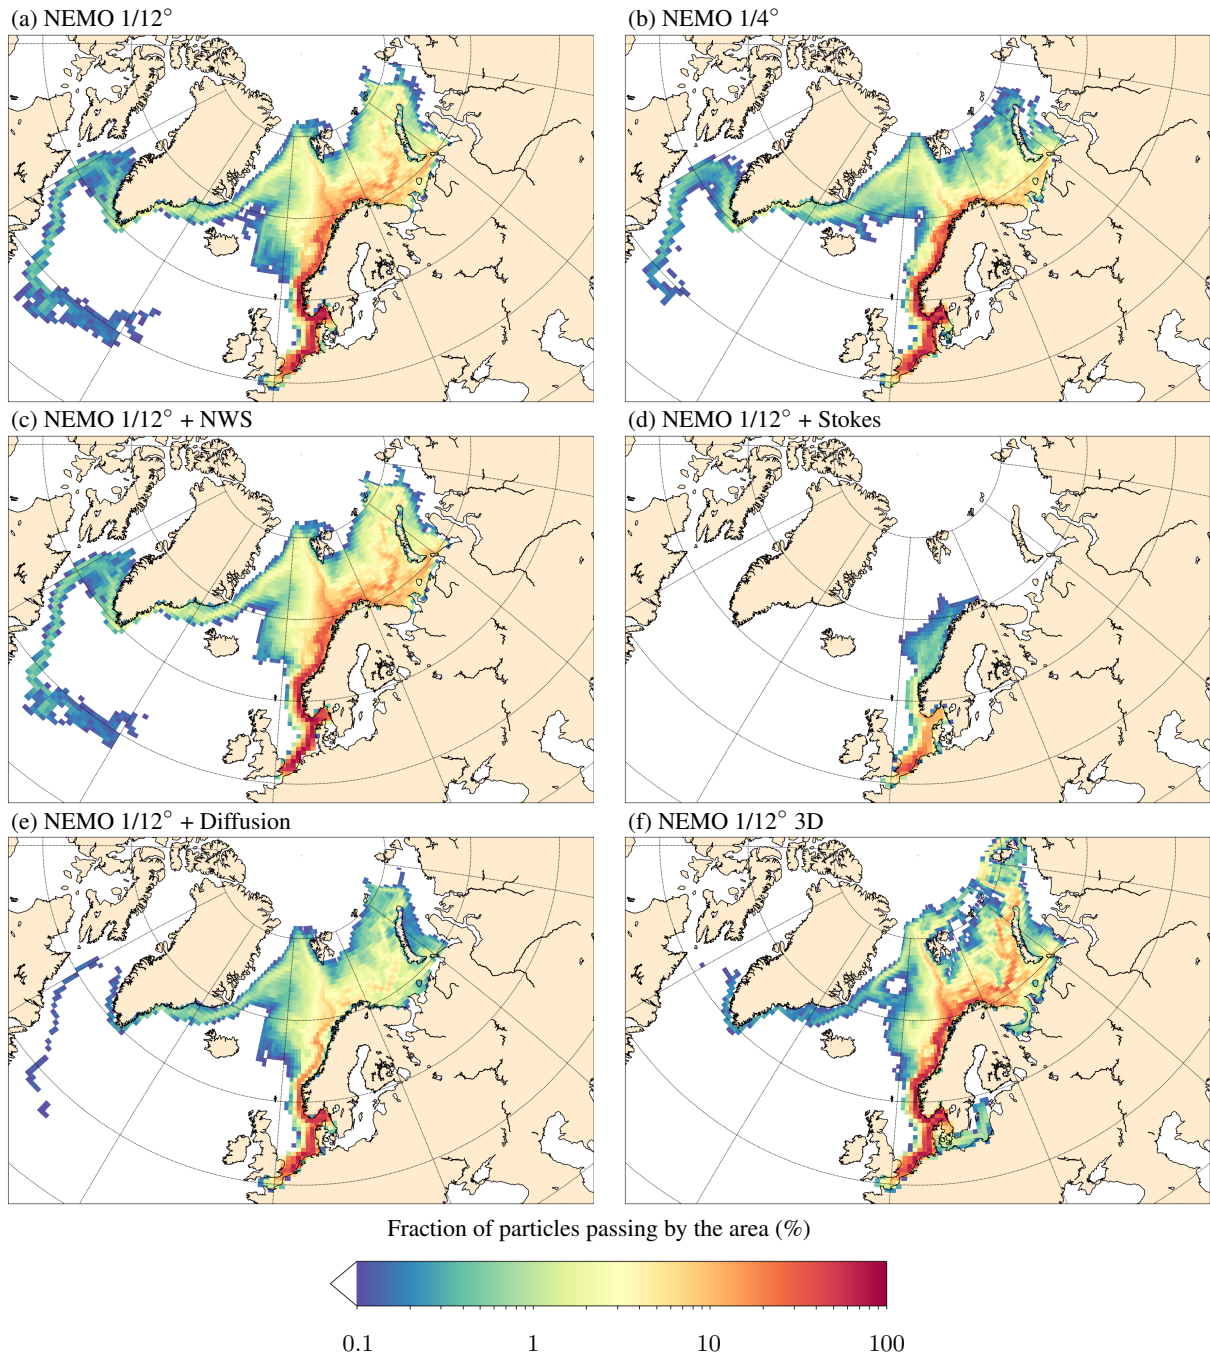 (a) NEMO 1/12°
(b) NEMO 1/4°
(c) NEMO 1/12° + NWS
(d) NEMO 1/12° + Stokes
(e) NEMO 1/12° + Diffusion
(f) NEMO 1/12° 3D
Fraction of particles passing by the area (%)
0.1 1 10 100